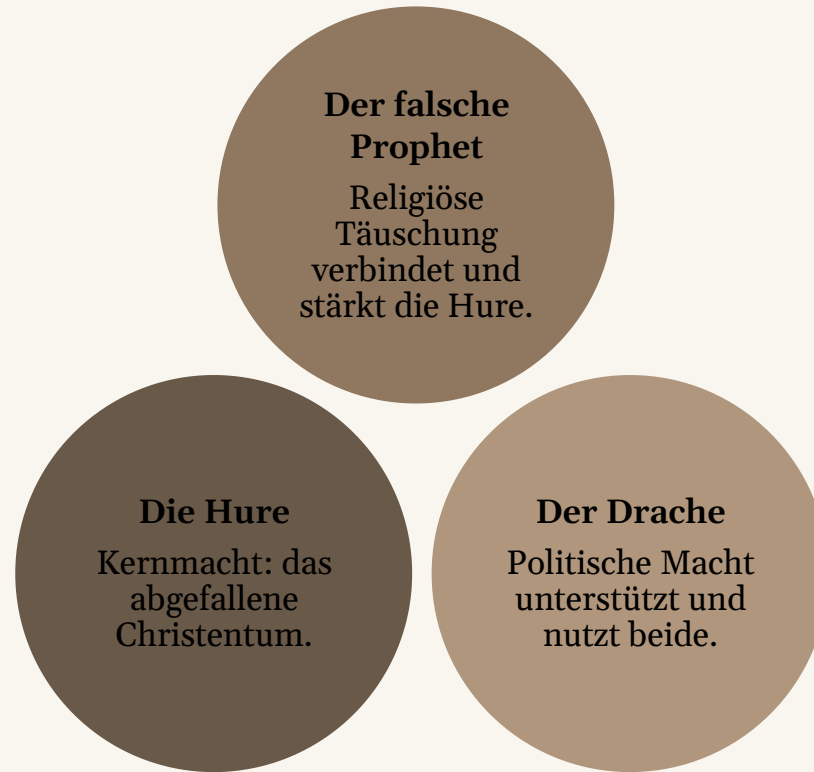 Der falsche
Prophet
Religiöse
Täuschung
verbindet und
stärkt die Hure.
Die Hure
Kernmacht: das
abgefallene
Christentum.
Der Drache
Politische Macht
unterstützt und
nutzt beide.